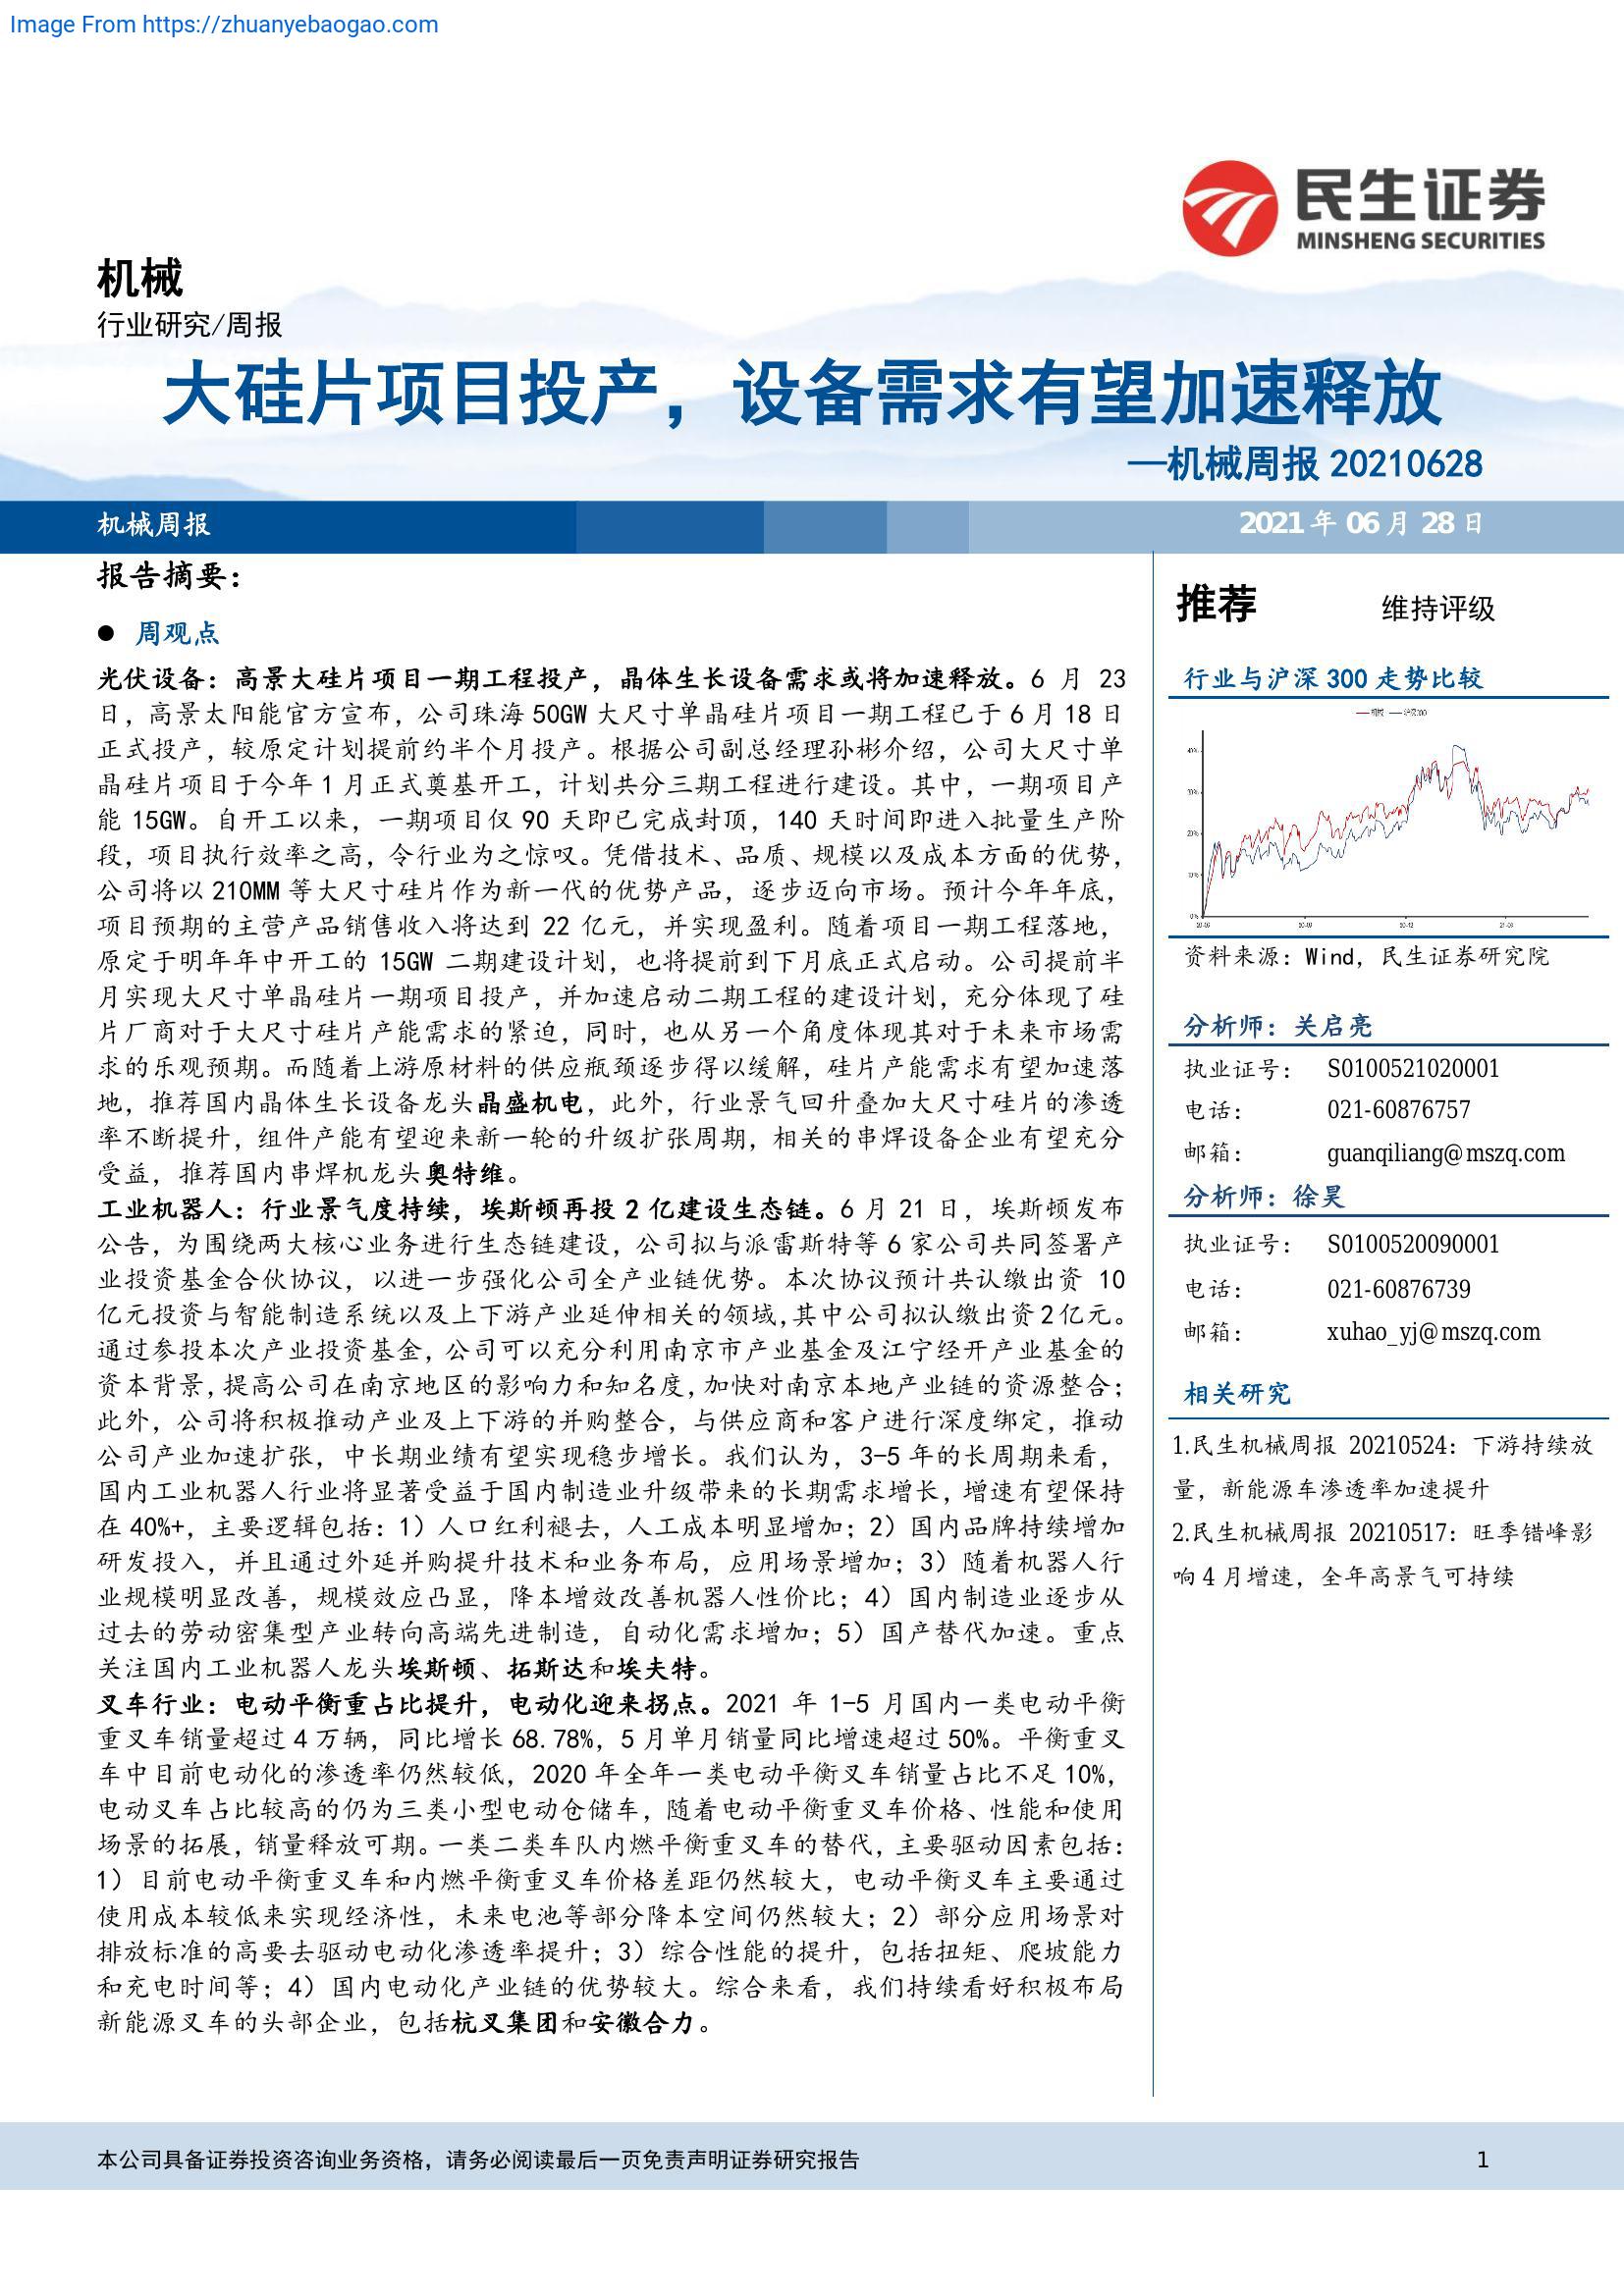 Image From https://zhuanyebaogao.com
民生证券
MINSHENG SECURITIES
机械
行业研究/周报
大硅片项目投产，设备需求有望加速释放
—机械周报 20210628
机械周报
2021 年 06 月 28 日
报告摘要：
● 周观点
光伏设备：高景大硅片项目一期工程投产，晶体生长设备需求或将加速释放。6 月 23
日，高景太阳能官方宣布，公司珠海 50GW 大尺寸单晶硅片项目一期工程已于 6 月 18 日
正式投产，较原定计划提前约半个月投产。根据公司副总经理孙彬介绍，公司大尺寸单
晶硅片项目于今年 1 月正式奠基开工，计划共分三期工程进行建设。其中，一期项目产
能 15GW。自开工以来，一期项目仅 90 天即已完成封顶，140 天时间即进入批量生产阶
段，项目执行效率之高，令行业为之惊叹。凭借技术、品质、规模以及成本方面的优势，
公司将以 210MM 等大尺寸硅片作为新一代的优势产品，逐步迈向市场。预计今年年底，
项目预期的主营产品销售收入将达到 22 亿元，并实现盈利。随着项目一期工程落地，
原定于明年年中开工的 15GW 二期建设计划，也将提前到下月底正式启动。公司提前半
月实现大尺寸单晶硅片一期项目投产，并加速启动二期工程的建设计划，充分体现了硅
片厂商对于大尺寸硅片产能需求的紧迫，同时，也从另一个角度体现其对于未来市场需
求的乐观预期。而随着上游原材料的供应瓶颈逐步得以缓解，硅片产能需求有望加速落
地，推荐国内晶体生长设备龙头晶盛机电，此外，行业景气回升叠加大尺寸硅片的渗透
率不断提升，组件产能有望迎来新一轮的升级扩张周期，相关的串焊设备企业有望充分
受益，推荐国内串焊机龙头奥特维。
工业机器人：行业景气度持续，埃斯顿再投 2 亿建设生态链。6 月 21 日，埃斯顿发布
公告，为围绕两大核心业务进行生态链建设，公司拟与派雷斯特等 6 家公司共同签署产
业投资基金合伙协议，以进一步强化公司全产业链优势。本次协议预计共认缴出资 10
亿元投资与智能制造系统以及上下游产业延伸相关的领域,其中公司拟认缴出资 2 亿元。
通过参投本次产业投资基金，公司可以充分利用南京市产业基金及江宁经开产业基金的
资本背景,提高公司在南京地区的影响力和知名度,加快对南京本地产业链的资源整合；
此外，公司将积极推动产业及上下游的并购整合，与供应商和客户进行深度绑定，推动
公司产业加速扩张，中长期业绩有望实现稳步增长。我们认为，3-5 年的长周期来看，
国内工业机器人行业将显著受益于国内制造业升级带来的长期需求增长，增速有望保持
在 40%+，主要逻辑包括：1）人口红利褪去，人工成本明显增加；2）国内品牌持续增加
研发投入，并且通过外延并购提升技术和业务布局，应用场景增加；3）随着机器人行
业规模明显改善，规模效应凸显，降本增效改善机器人性价比；4）国内制造业逐步从
过去的劳动密集型产业转向高端先进制造，自动化需求增加；5）国产替代加速。重点
关注国内工业机器人龙头埃斯顿、拓斯达和埃夫特。
叉车行业：电动平衡重占比提升，电动化迎来拐点。2021 年 1-5 月国内一类电动平衡
重叉车销量超过 4 万辆，同比增长 68.78%，5 月单月销量同比增速超过 50%。平衡重叉
车中目前电动化的渗透率仍然较低，2020 年全年一类电动平衡叉车销量占比不足 10%，
电动叉车占比较高的仍为三类小型电动仓储车，随着电动平衡重叉车价格、性能和使用
场景的拓展，销量释放可期。一类二类车队内燃平衡重叉车的替代，主要驱动因素包括：
1）目前电动平衡重叉车和内燃平衡重叉车价格差距仍然较大，电动平衡叉车主要通过
使用成本较低来实现经济性，未来电池等部分降本空间仍然较大；2）部分应用场景对
排放标准的高要去驱动电动化渗透率提升；3）综合性能的提升，包括扭矩、爬坡能力
和充电时间等；4）国内电动化产业链的优势较大。综合来看，我们持续看好积极布局
新能源叉车的头部企业，包括杭叉集团和安徽合力。
推荐 维持评级
行业与沪深 300 走势比较
机械 沪深300
40%
30%
20%
10%
0%
资料来源：Wind，民生证券研究院
分析师：关启亮
执业证号： S0100521020001
电话： 021-60876757
邮箱： guanqiliang@mszq.com
分析师：徐昊
执业证号： S0100520090001
电话： 021-60876739
邮箱： xuhao_yj@mszq.com
相关研究
1.民生机械周报 20210524：下游持续放
量，新能源车渗透率加速提升
2.民生机械周报 20210517：旺季错峰影
响 4 月增速，全年高景气可持续
本公司具备证券投资咨询业务资格，请务必阅读最后一页免责声明证券研究报告
1